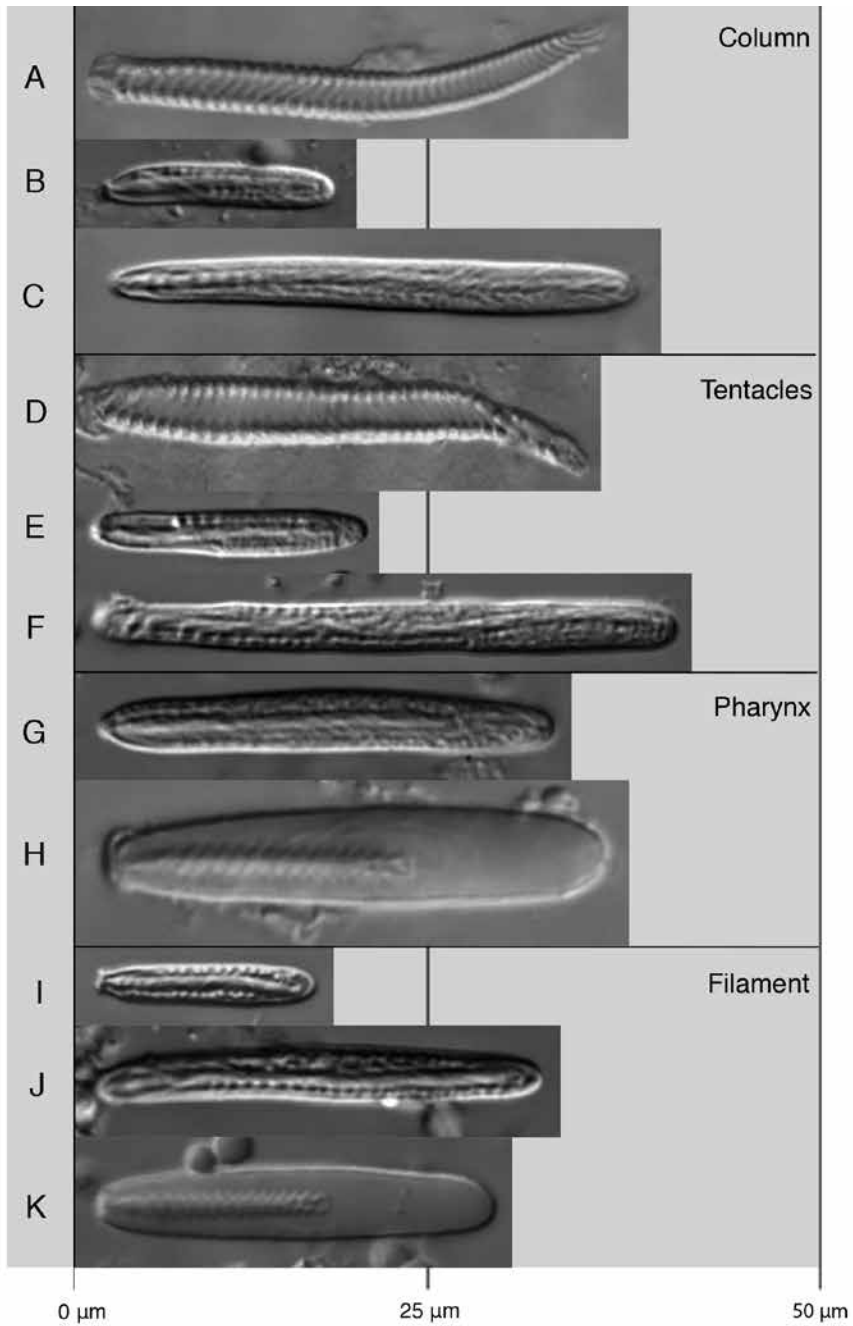 A
Column
B
C
D
Tentacles
E
F
G
Pharynx
H
I
Filament
J
K
0 µm
25 µm
50 µm